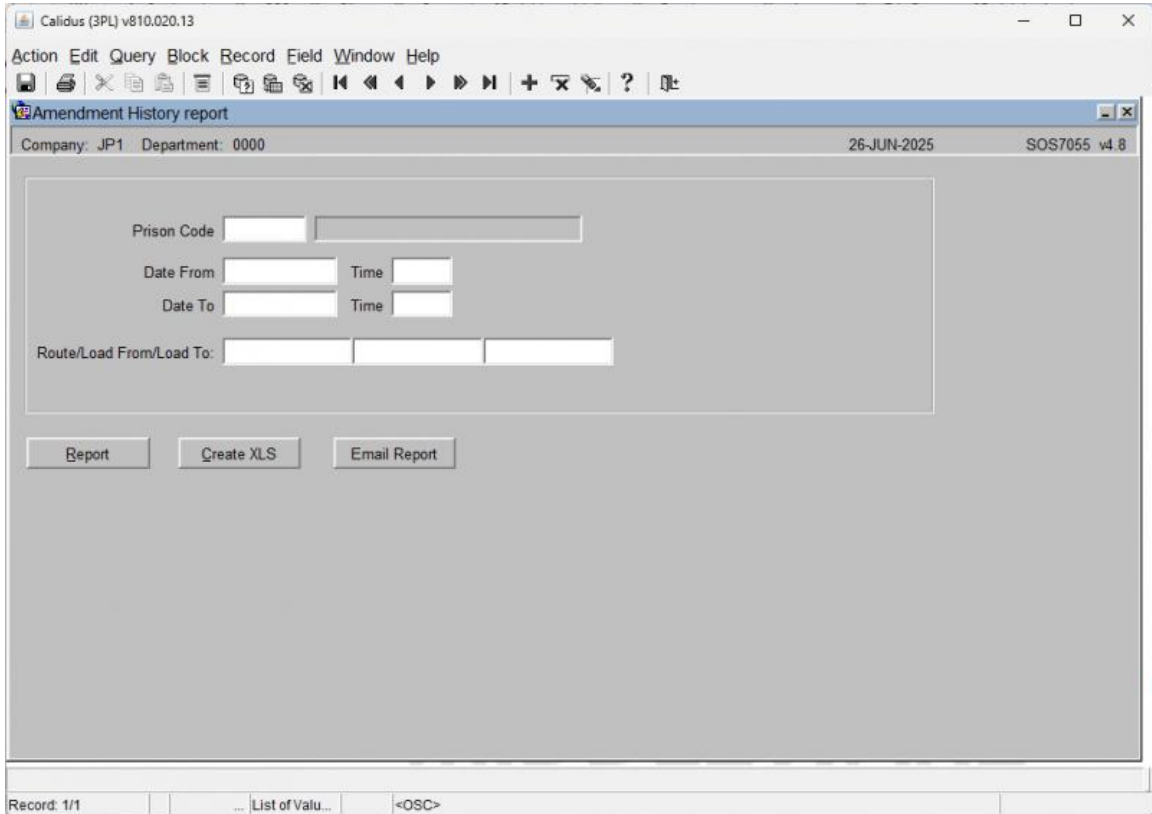 Calidus (3PL) v810.020.13
Action Edit Query Block Record Field Window Help
Amendment History report
Company: JP1 Department: 0000 26-JUN-2025 SOS7055 v4.8
Prison Code
Date From Time
Date To Time
Route/Load From/Load To:
Report Create XLS Email Report
Record: 1/1 ... List of Valu... <OSC>